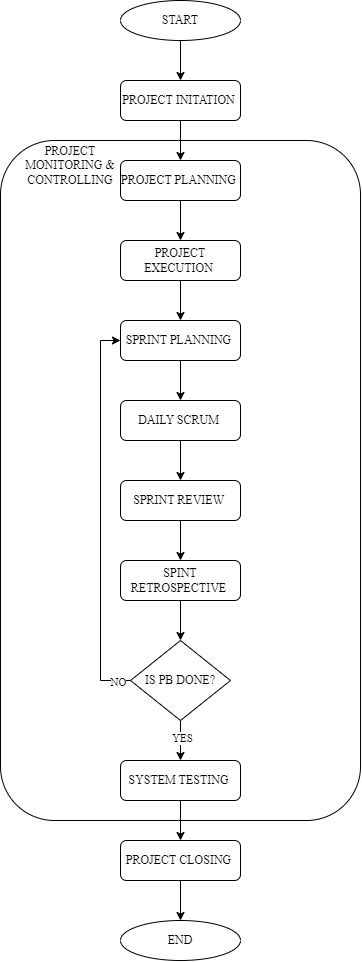 START
PROJECT INITATION
PROJECT
MONITORING &
CONTROLLING
PROJECT PLANNING
PROJECT
EXECUTION
SPRINT PLANNING
DAILY SCRUM
SPRINT REVIEW
SPINT
RETROSPECTIVE
IS PB DONE?
NO
YES
SYSTEM TESTING
PROJECT CLOSING
END